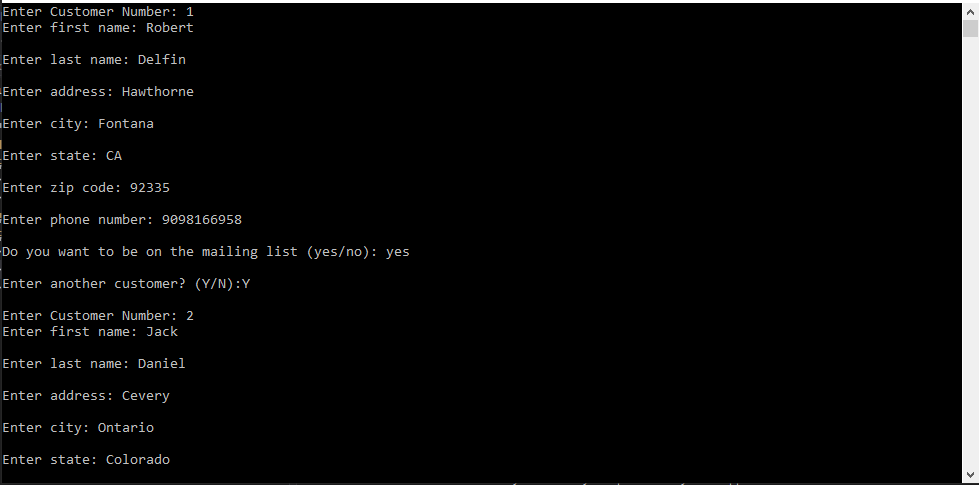 Enter Customer Number: 1
Enter first name: Robert
Enter last name: Delfin
Enter address: Hawthorne
Enter city: Fontana
Enter state: CA
Enter zip code: 92335
Enter phone number: 9098166958
Do you want to be on the mailing list (yes/no): yes
Enter another customer? (Y/N):Y
Enter Customer Number: 2
Enter first name: Jack
Enter last name: Daniel
Enter address: Cevery
Enter city: Ontario
Enter state: Colorado